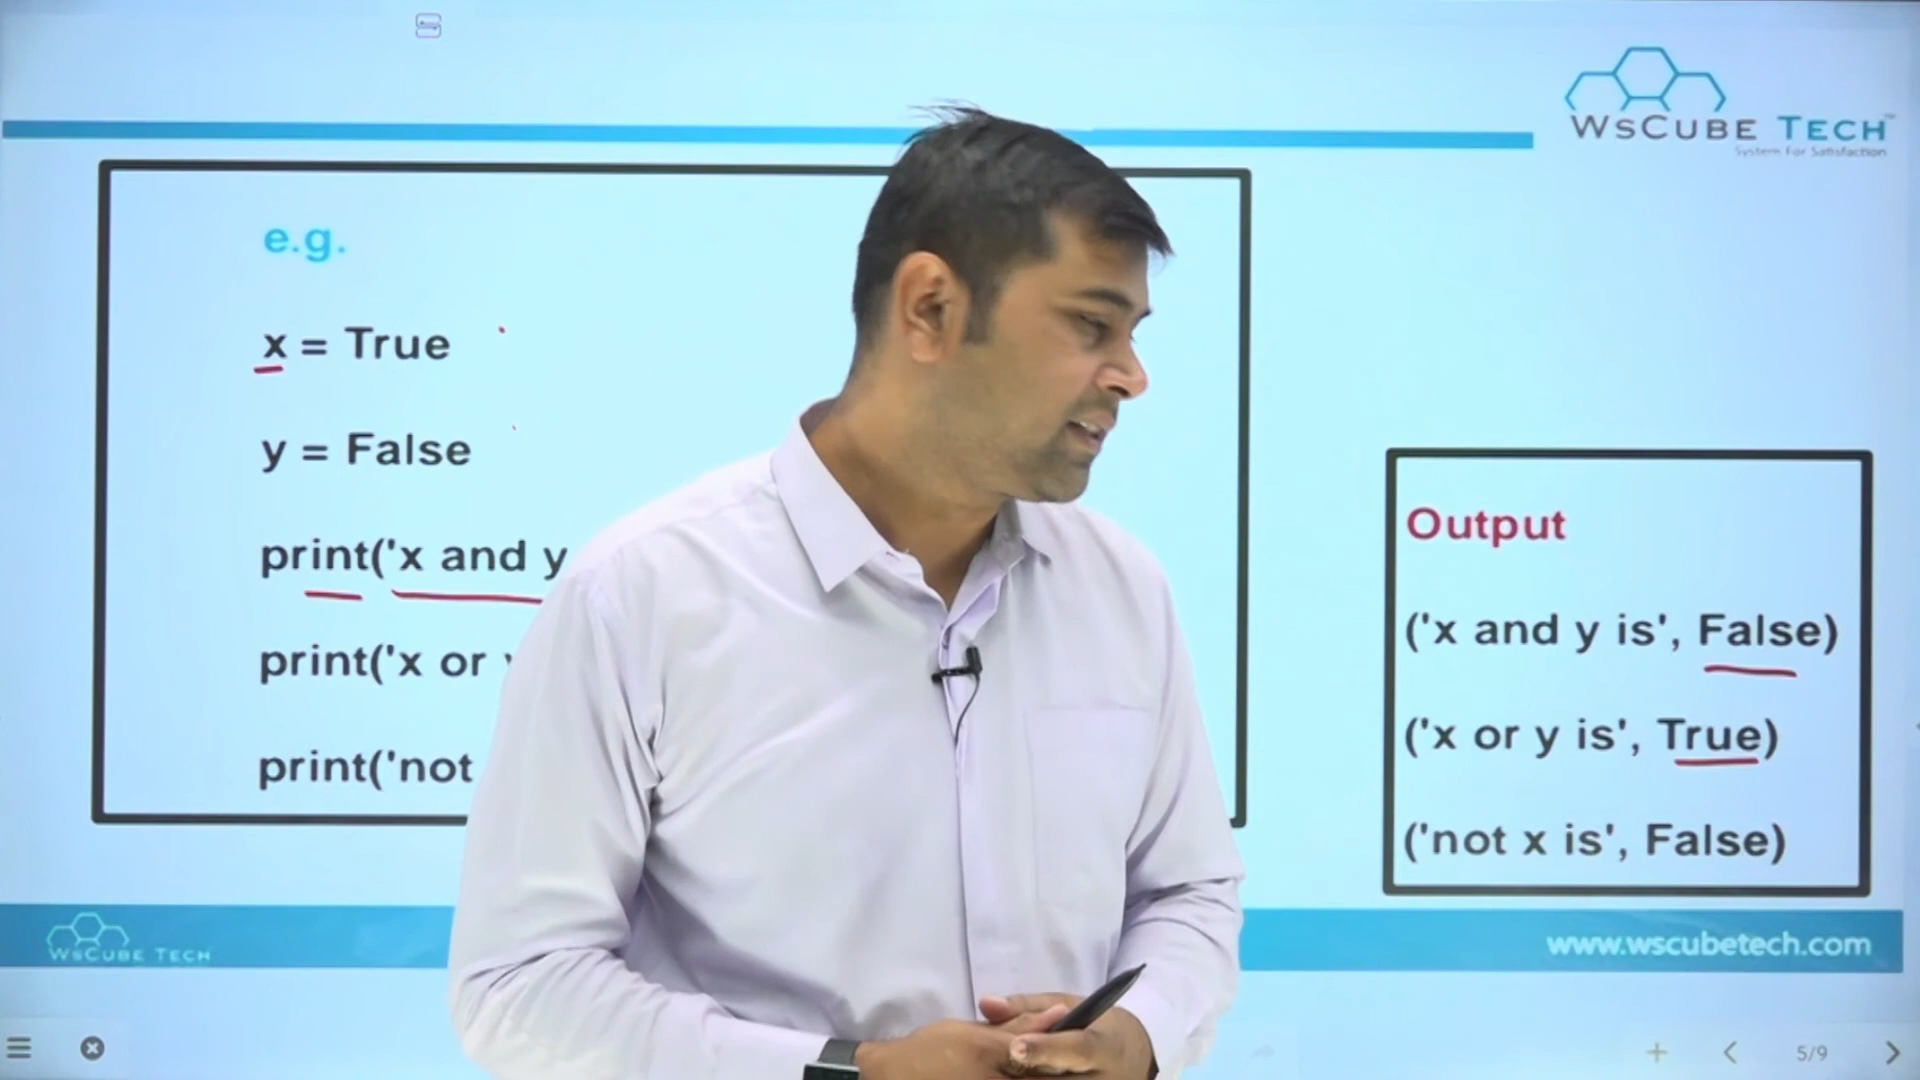 WsCube Tech™
System For Satisfaction
e.g.
x = True
y = False
print('x and y
print('x or
print('not
Output
('x and y is', False)
('x or y is', True)
('not x is', False)
WsCube Tech
www.wscubetech.com
5/9